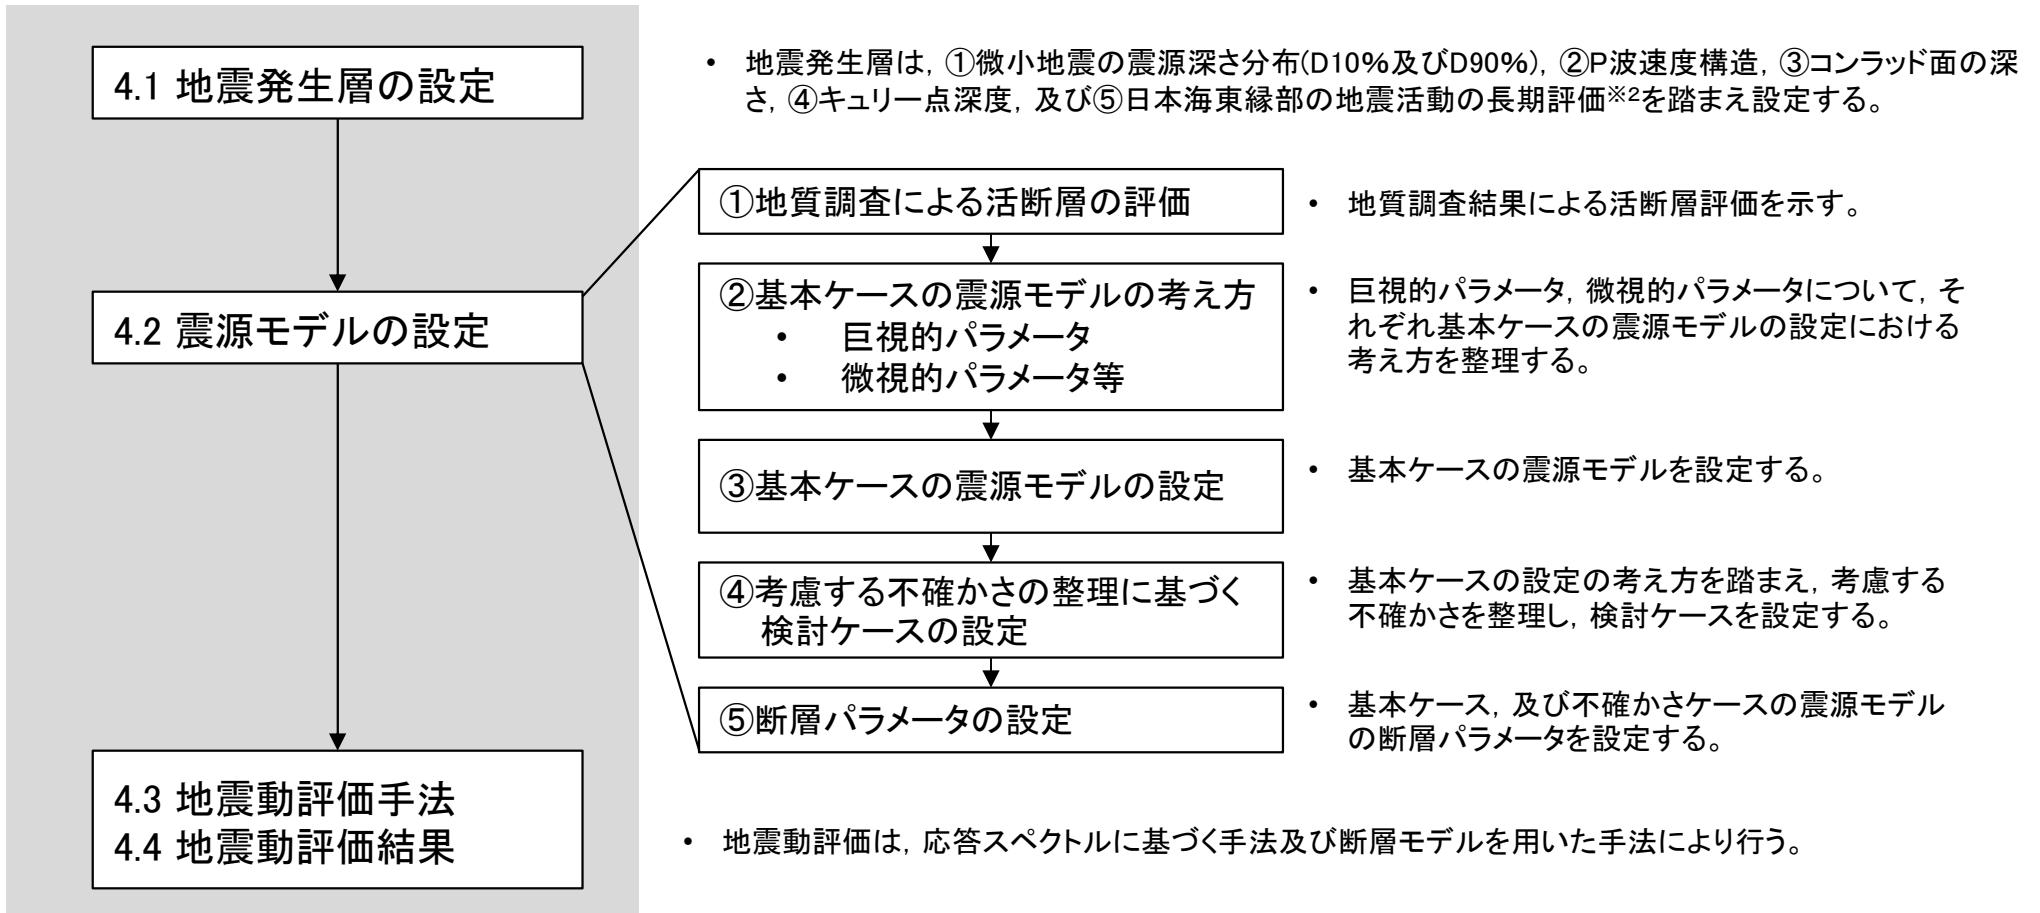 4.1 地震発生層の設定
• 地震発生層は，①微小地震の震源深さ分布(D10％及びD90％)，②P波速度構造，③コンラッド面の深
さ，④キュリー点深度，及び⑤日本海東縁部の地震活動の長期評価※2を踏まえ設定する。
4.2 震源モデルの設定
①地質調査による活断層の評価
• 地質調査結果による活断層評価を示す。
②基本ケースの震源モデルの考え方
• 巨視的パラメータ
• 微視的パラメータ等
• 巨視的パラメータ，微視的パラメータについて，そ
れぞれ基本ケースの震源モデルの設定における
考え方を整理する。
③基本ケースの震源モデルの設定
• 基本ケースの震源モデルを設定する。
④考慮する不確かさの整理に基づく
検討ケースの設定
• 基本ケースの設定の考え方を踏まえ，考慮する
不確かさを整理し，検討ケースを設定する。
⑤断層パラメータの設定
• 基本ケース，及び不確かさケースの震源モデル
の断層パラメータを設定する。
4.3 地震動評価手法
4.4 地震動評価結果
• 地震動評価は，応答スペクトルに基づく手法及び断層モデルを用いた手法により行う。